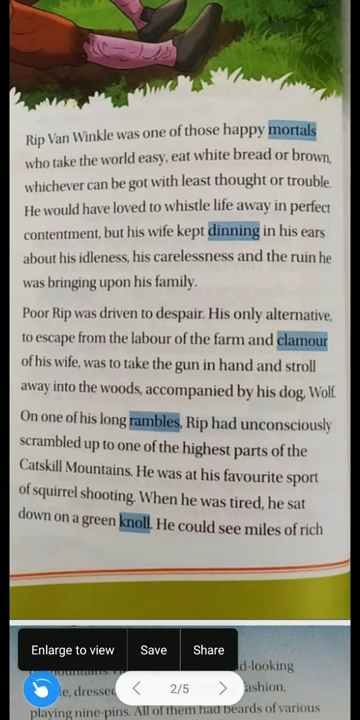 Rip Van Winkle was one of those happy mortals
who take the world easy, eat white bread or brown,
whichever can be got with least thought or trouble.
He would have loved to whistle life away in perfect
contentment, but his wife kept dinning in his ears
about his idleness, his carelessness and the ruin he
was bringing upon his family.
Poor Rip was driven to despair. His only alternative,
to escape from the labour of the farm and clamour
of his wife, was to take the gun in hand and stroll
away into the woods, accompanied by his dog, Wolf.
On one of his long rambles, Rip had unconsciously
scrambled up to one of the highest parts of the
Catskill Mountains. He was at his favourite sport
of squirrel shooting. When he was tired, he sat
down on a green knoll. He could see miles of rich
Enlarge to view Save Share
d-looking
dressed
ashion,
2/5
playing nine-pins. All of them had beards of various